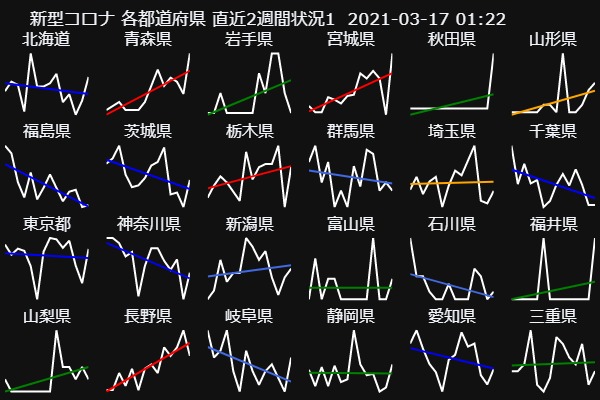 新型コロナ 各都道府県 直近2週間状況1 2021-03-17 01:22
北海道 青森県 岩手県 宮城県 秋田県 山形県
福島県 茨城県 栃木県 群馬県 埼玉県 千葉県
東京都 神奈川県 新潟県 富山県 石川県 福井県
山梨県 長野県 岐阜県 静岡県 愛知県 三重県